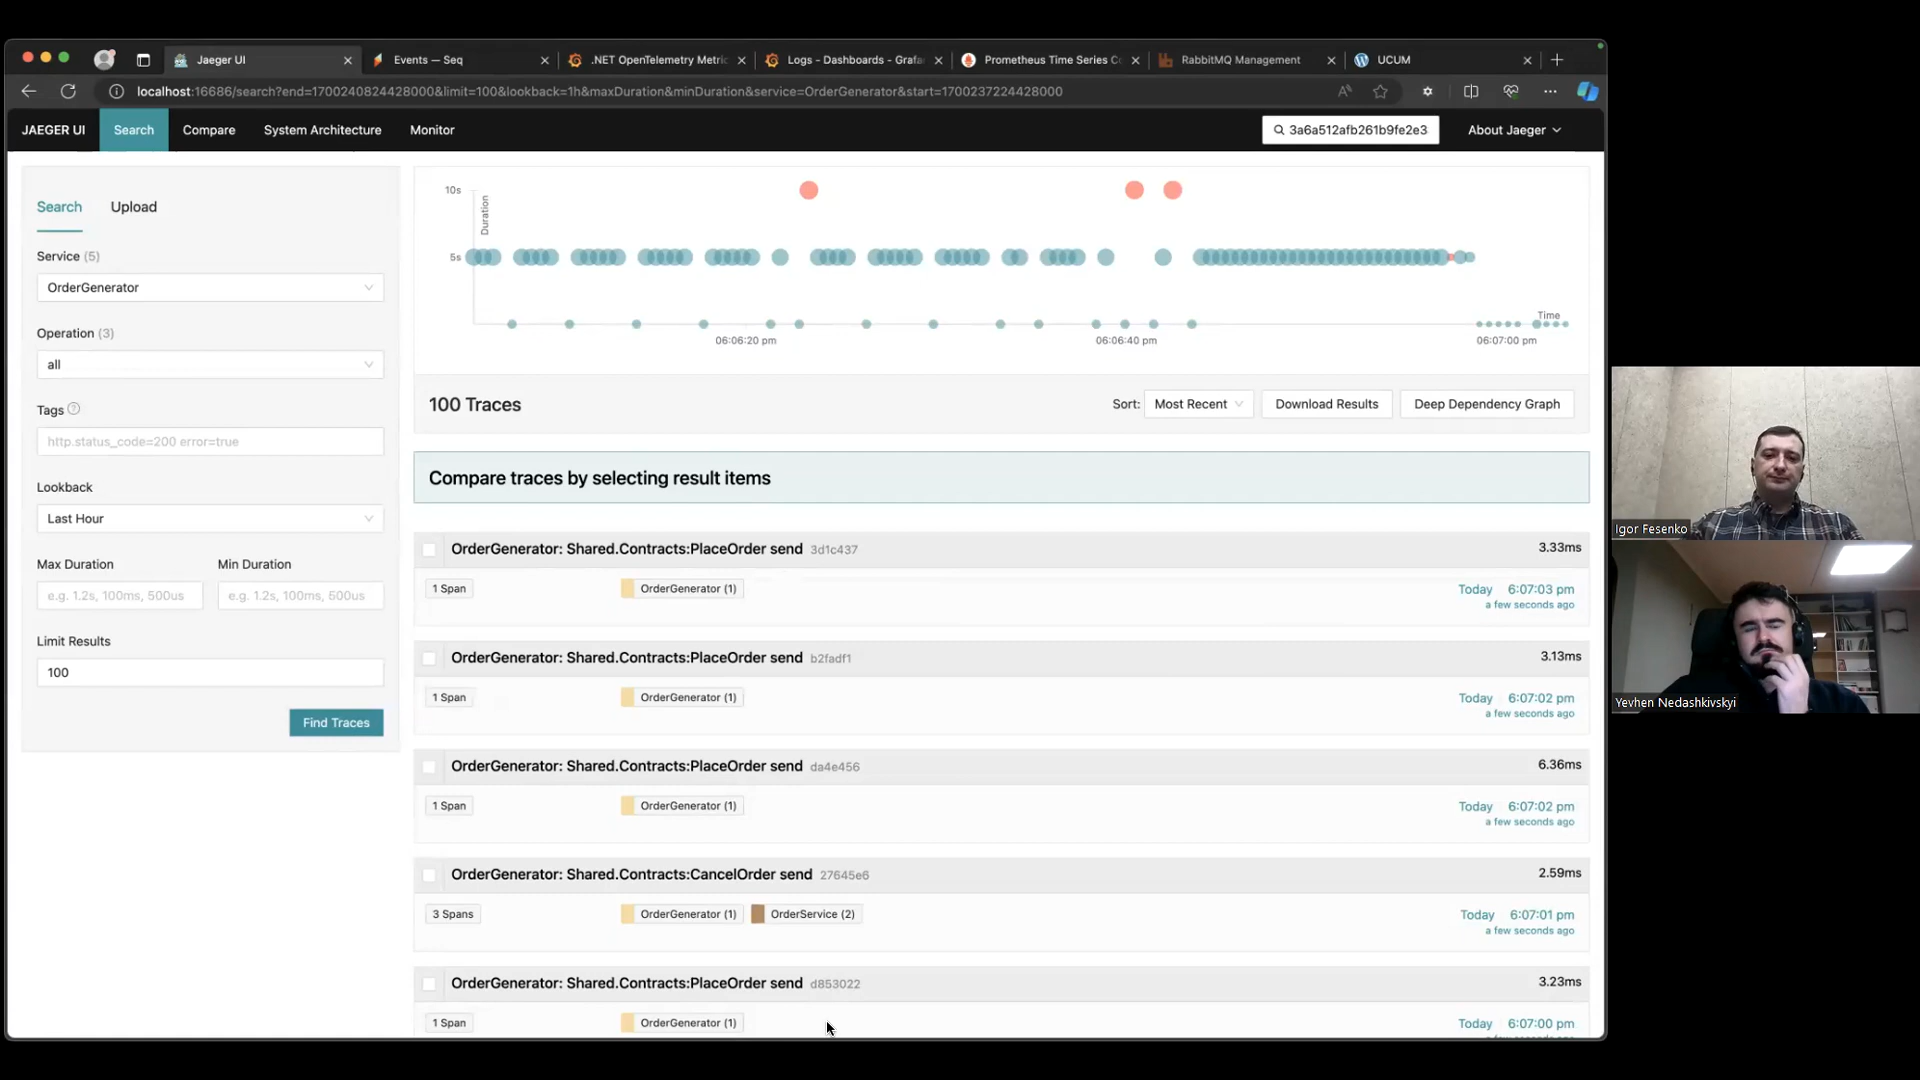 Jaeger UI
Events — Seq
.NET OpenTelemetry Metric
Logs - Dashboards - Grafa
Prometheus Time Series Co
RabbitMQ Management
UCUM
localhost:16686/search?end=1700240824428000&limit=100&lookback=1h&maxDuration&minDuration&service=OrderGenerator&start=1700237224428000
JAEGER UI
Search
Compare
System Architecture
Monitor
3a6a512afb261b9fe2e3
About Jaeger
Search
Upload
Service (5)
OrderGenerator
Operation (3)
all
Tags
http.status_code=200 error=true
Lookback
Last Hour
Max Duration
Min Duration
e.g. 1.2s, 100ms, 500us
e.g. 1.2s, 100ms, 500us
Limit Results
100
Find Traces
10s
Duration
5s
Time
06:06:20 pm
06:06:40 pm
06:07:00 pm
100 Traces
Sort:
Most Recent
Download Results
Deep Dependency Graph
Compare traces by selecting result items
OrderGenerator: Shared.Contracts:PlaceOrder send 3d1c437
3.33ms
1 Span
OrderGenerator (1)
Today 6:07:03 pm
a few seconds ago
OrderGenerator: Shared.Contracts:PlaceOrder send b2fadf1
3.13ms
1 Span
OrderGenerator (1)
Today 6:07:02 pm
a few seconds ago
OrderGenerator: Shared.Contracts:PlaceOrder send da4e456
6.36ms
1 Span
OrderGenerator (1)
Today 6:07:02 pm
a few seconds ago
OrderGenerator: Shared.Contracts:CancelOrder send 27645e6
2.59ms
3 Spans
OrderGenerator (1)
OrderService (2)
Today 6:07:01 pm
a few seconds ago
OrderGenerator: Shared.Contracts:PlaceOrder send d853022
3.23ms
1 Span
OrderGenerator (1)
Today 6:07:00 pm
Igor Fesenko
Yevhen Nedashkivskyi